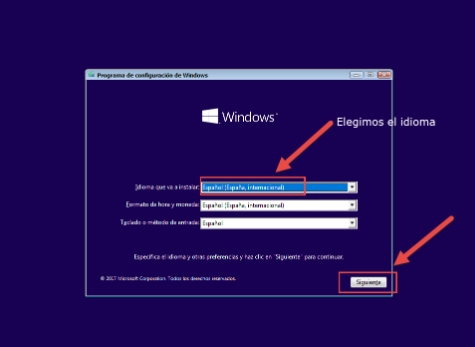 Programa de configuración de Windows
Windows
Elegimos el idioma
Idioma que va a instalar: Español (España, internacional)
Formato de hora y moneda: Español (España, internacional)
Teclado o método de entrada: Español
Especifica el idioma y otras preferencias y haz clic en "Siguiente" para continuar.
© 2017 Microsoft Corporation. Todos los derechos reservados.
Siguiente